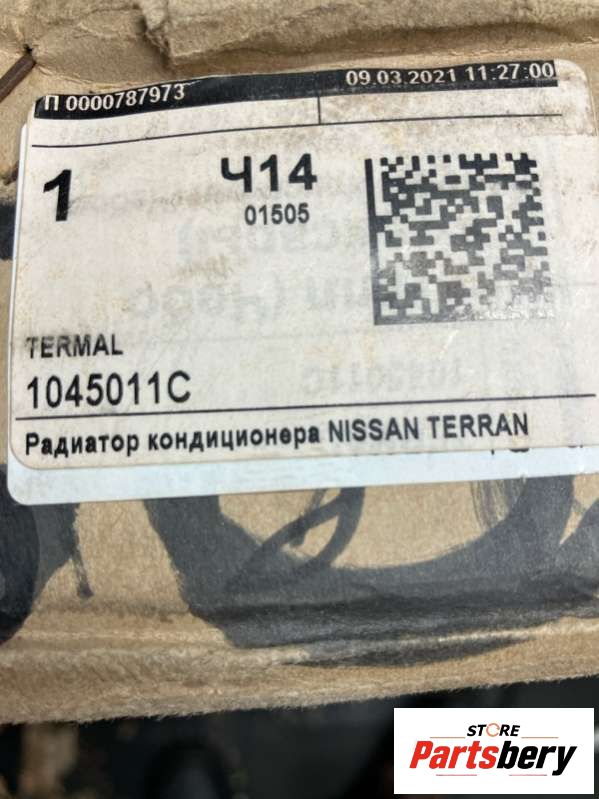 П 0000787973 09.03.2021 11:27:00
1 Ч14
01505
TERMAL
1045011C
Радиатор кондиционера NISSAN TERRAN
STORE
Partsbery